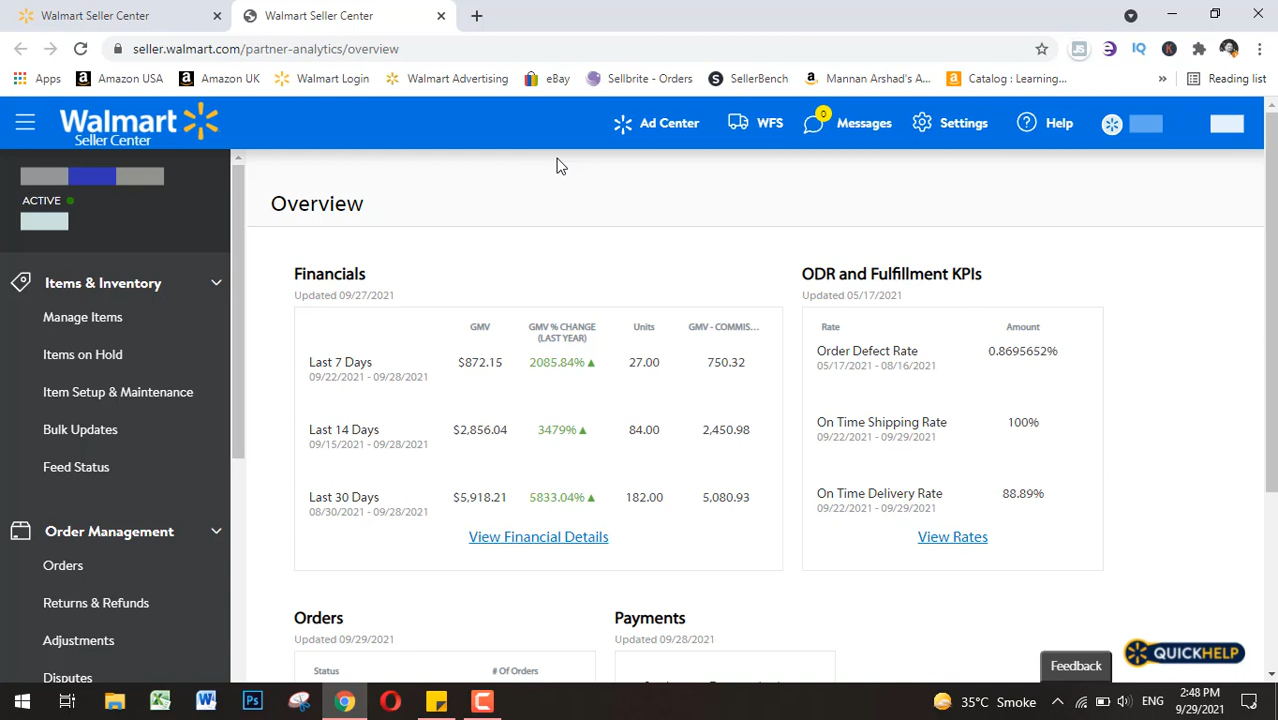 Walmart Seller Center
Walmart Seller Center
seller.walmart.com/partner-analytics/overview
Apps
Amazon USA
Amazon UK
Walmart Login
Walmart Advertising
eBay
Sellbrite - Orders
SellerBench
Mannan Arshad's A...
Catalog : Learning...
Reading list
Walmart
Seller Center
Ad Center
WFS
0
Messages
Settings
Help
ACTIVE
Items & Inventory
Manage Items
Items on Hold
Item Setup & Maintenance
Bulk Updates
Feed Status
Order Management
Orders
Returns & Refunds
Adjustments
Disputes
Overview
Financials
Updated 09/27/2021
GMV GMV % CHANGE (LAST YEAR) Units GMV - COMMIS...
Last 7 Days $872.15 2085.84% ▲ 27.00 750.32
09/22/2021 - 09/28/2021
Last 14 Days $2,856.04 3479% ▲ 84.00 2,450.98
09/15/2021 - 09/28/2021
Last 30 Days $5,918.21 5833.04% ▲ 182.00 5,080.93
08/30/2021 - 09/28/2021
View Financial Details
ODR and Fulfillment KPIs
Updated 05/17/2021
Rate Amount
Order Defect Rate 0.8695652%
05/17/2021 - 08/16/2021
On Time Shipping Rate 100%
09/22/2021 - 09/29/2021
On Time Delivery Rate 88.89%
09/22/2021 - 09/29/2021
View Rates
Orders
Updated 09/29/2021
Status # Of Orders
Payments
Updated 09/28/2021
Feedback
QUICKHELP
35°C Smoke
ENG
2:48 PM
9/29/2021